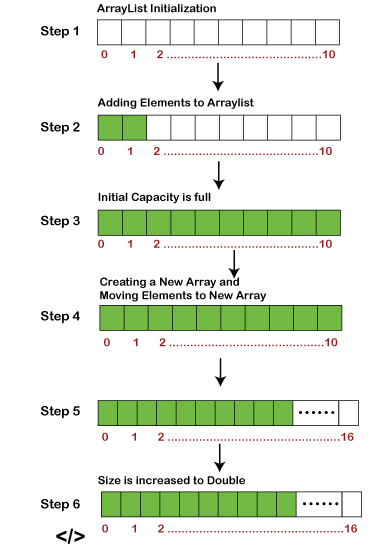 ArrayList Initialization
Step 1
0 1 2 ......................................10
Adding Elements to Arraylist
Step 2
0 1 2 ......................................10
Initial Capacity is full
Step 3
0 1 2 ......................................10
Creating a New Array and
Moving Elements to New Array
Step 4
0 1 2 ......................................10
Step 5
......
0 1 2 ............................................16
Size is increased to Double
Step 6
......
</> 0 1 2 ............................................16